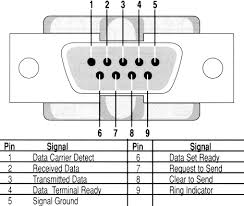 1 2 3 4 5
6 7 8 9
Pin Signal Pin Signal
1 Data Carrier Detect 6 Data Set Ready
2 Received Data 7 Request to Send
3 Transmitted Data 8 Clear to Send
4 Data Terminal Ready 9 Ring Indicator
5 Signal Ground